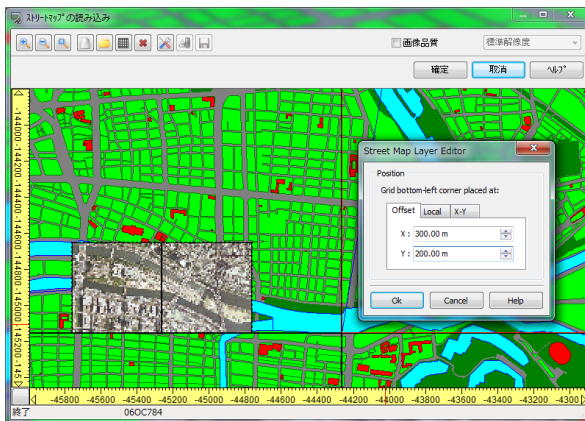 ストリートマップの読み込み
画像品質
標準解像度
確定
取消
ヘルプ
Street Map Layer Editor
Position
Grid bottom-left corner placed at:
Offset
Local
X-Y
X : 300.00 m
Y : 200.00 m
Ok
Cancel
Help
-144000
-144200
-144400
-144600
-144800
-145000
-145200
-145
-45800 -45600 -45400 -45200 -45000 -44800 -44600 -44400 -44200 -44000 -43800 -43600 -43400 -43200 -43000
終了
06OC784